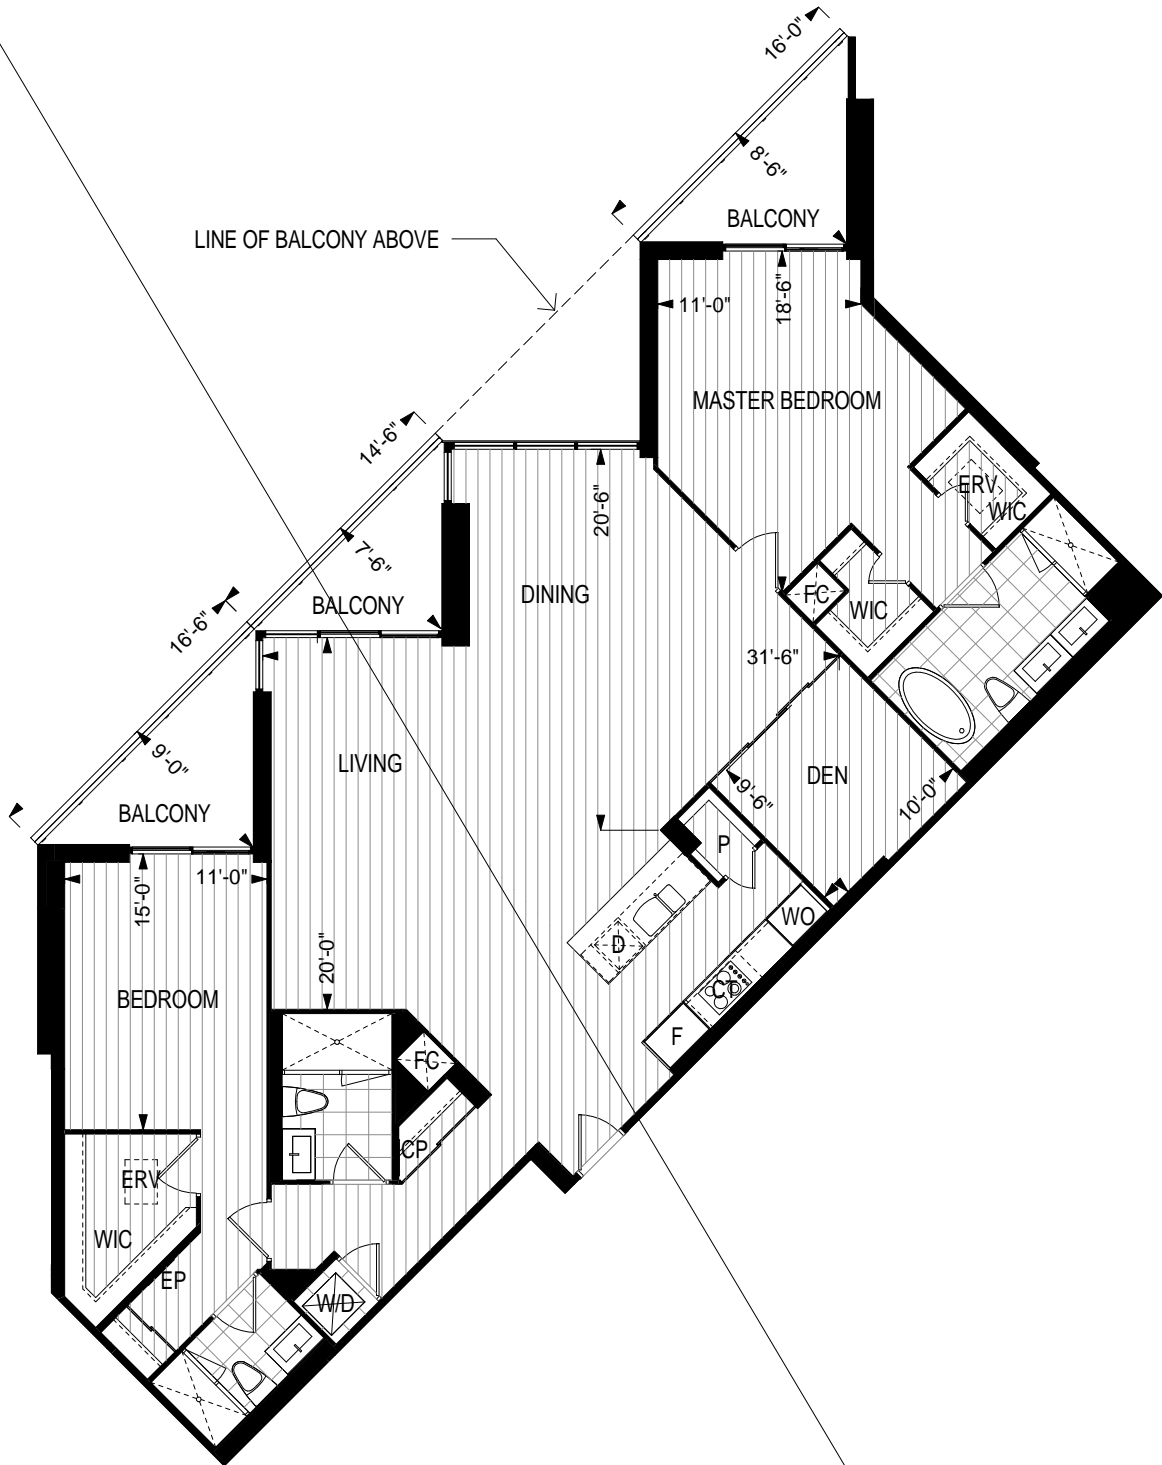 16'-0"
8'-6"
BALCONY
LINE OF BALCONY ABOVE
11'-0"
18'-6"
MASTER BEDROOM
14'-6"
20'-6"
ERV
WIC
7'-6"
DINING
BALCONY
FC
WIC
16'-6"
31'-6"
LIVING
DEN
9'-0"
9'-6"
10'-0"
BALCONY
P
11'-0"
15'-0"
WO
D
20'-0"
BEDROOM
F
FC
CP
ERV
WIC
EP
W/D